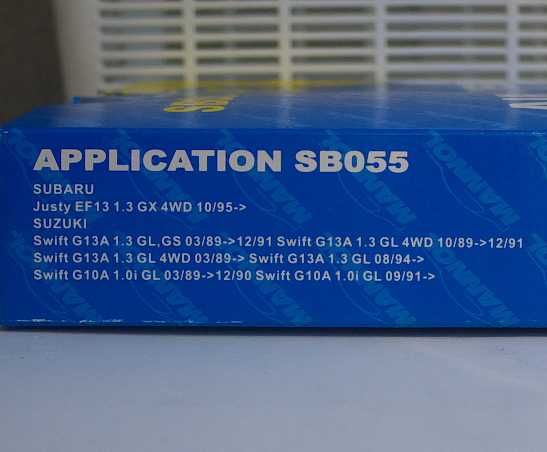 APPLICATION SB055
SUBARU
Justy EF13 1.3 GX 4WD 10/95->
SUZUKI
Swift G13A 1.3 GL,GS 03/89->12/91 Swift G13A 1.3 GL 4WD 10/89->12/91
Swift G13A 1.3 GL 4WD 03/89-> Swift G13A 1.3 GL 08/94->
Swift G10A 1.0i GL 03/89->12/90 Swift G10A 1.0i GL 09/91->
MANNOL